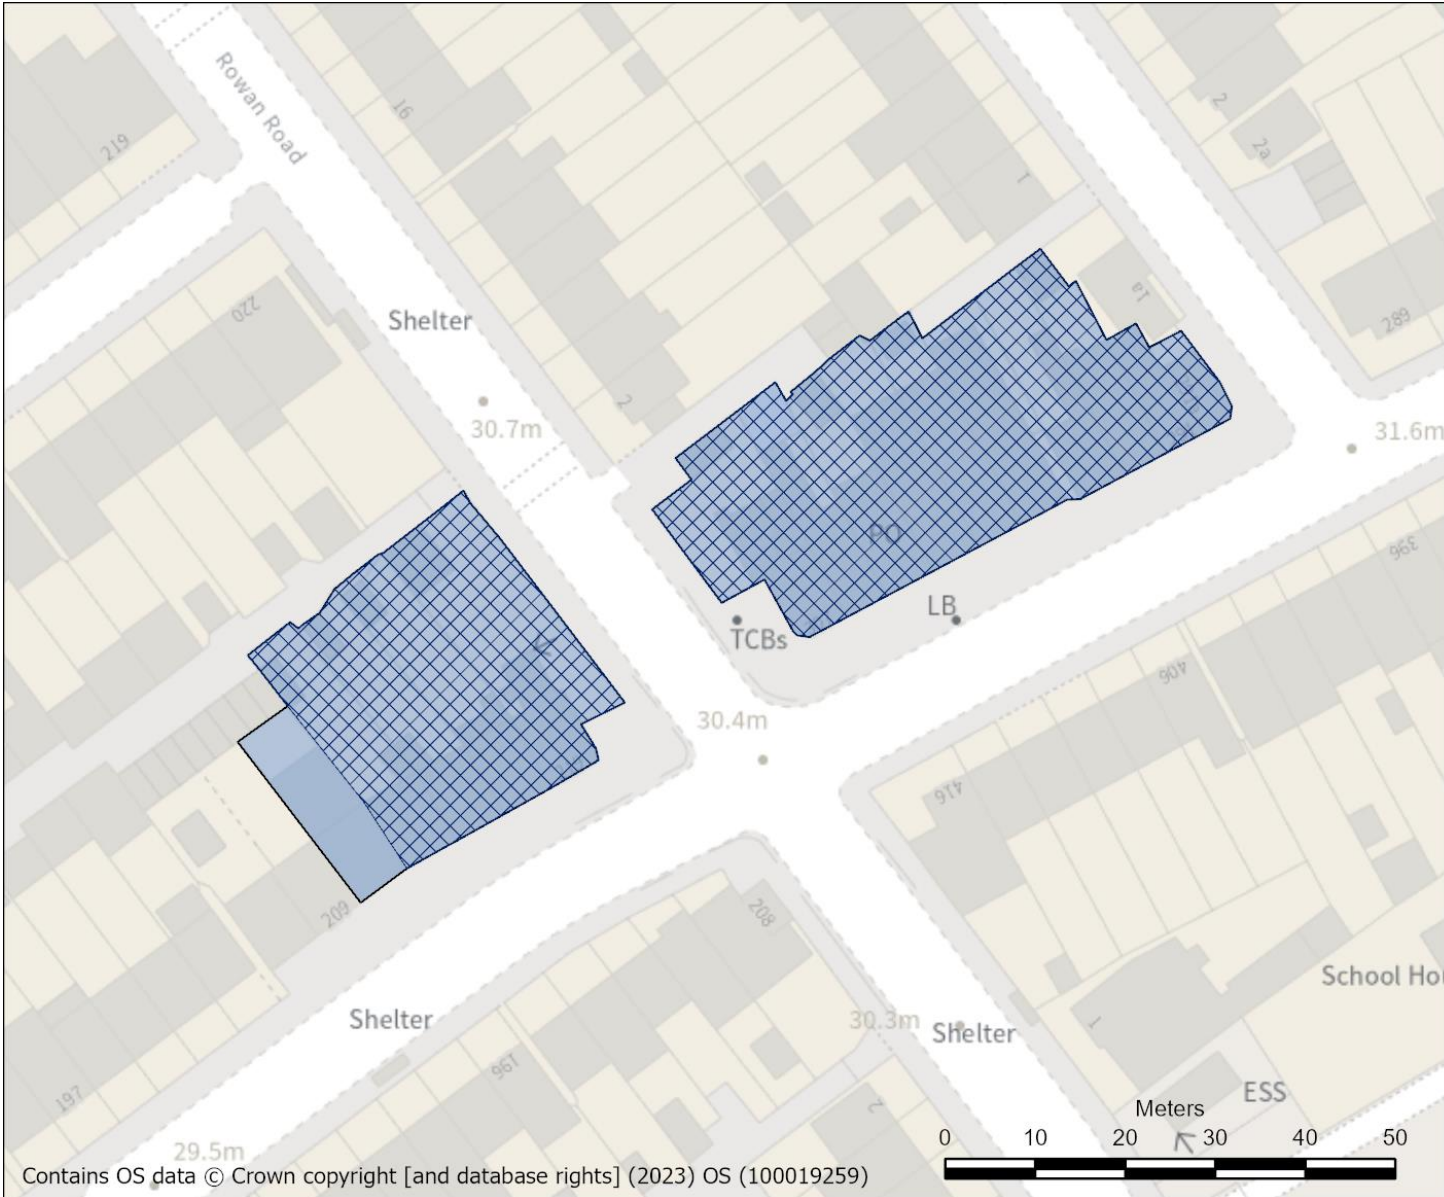 Rowan Road
219
16
2
2a
1
220
Shelter
1a
289
2
30.7m
31.6m
PO
396
LB
TCBs
406
30.4m
416
209
208
School Hou
Shelter
30.3m
Shelter
1
196
197
2
ESS
Meters
29.5m
0 10 20 30 40 50
Contains OS data © Crown copyright [and database rights] (2023) OS (100019259)